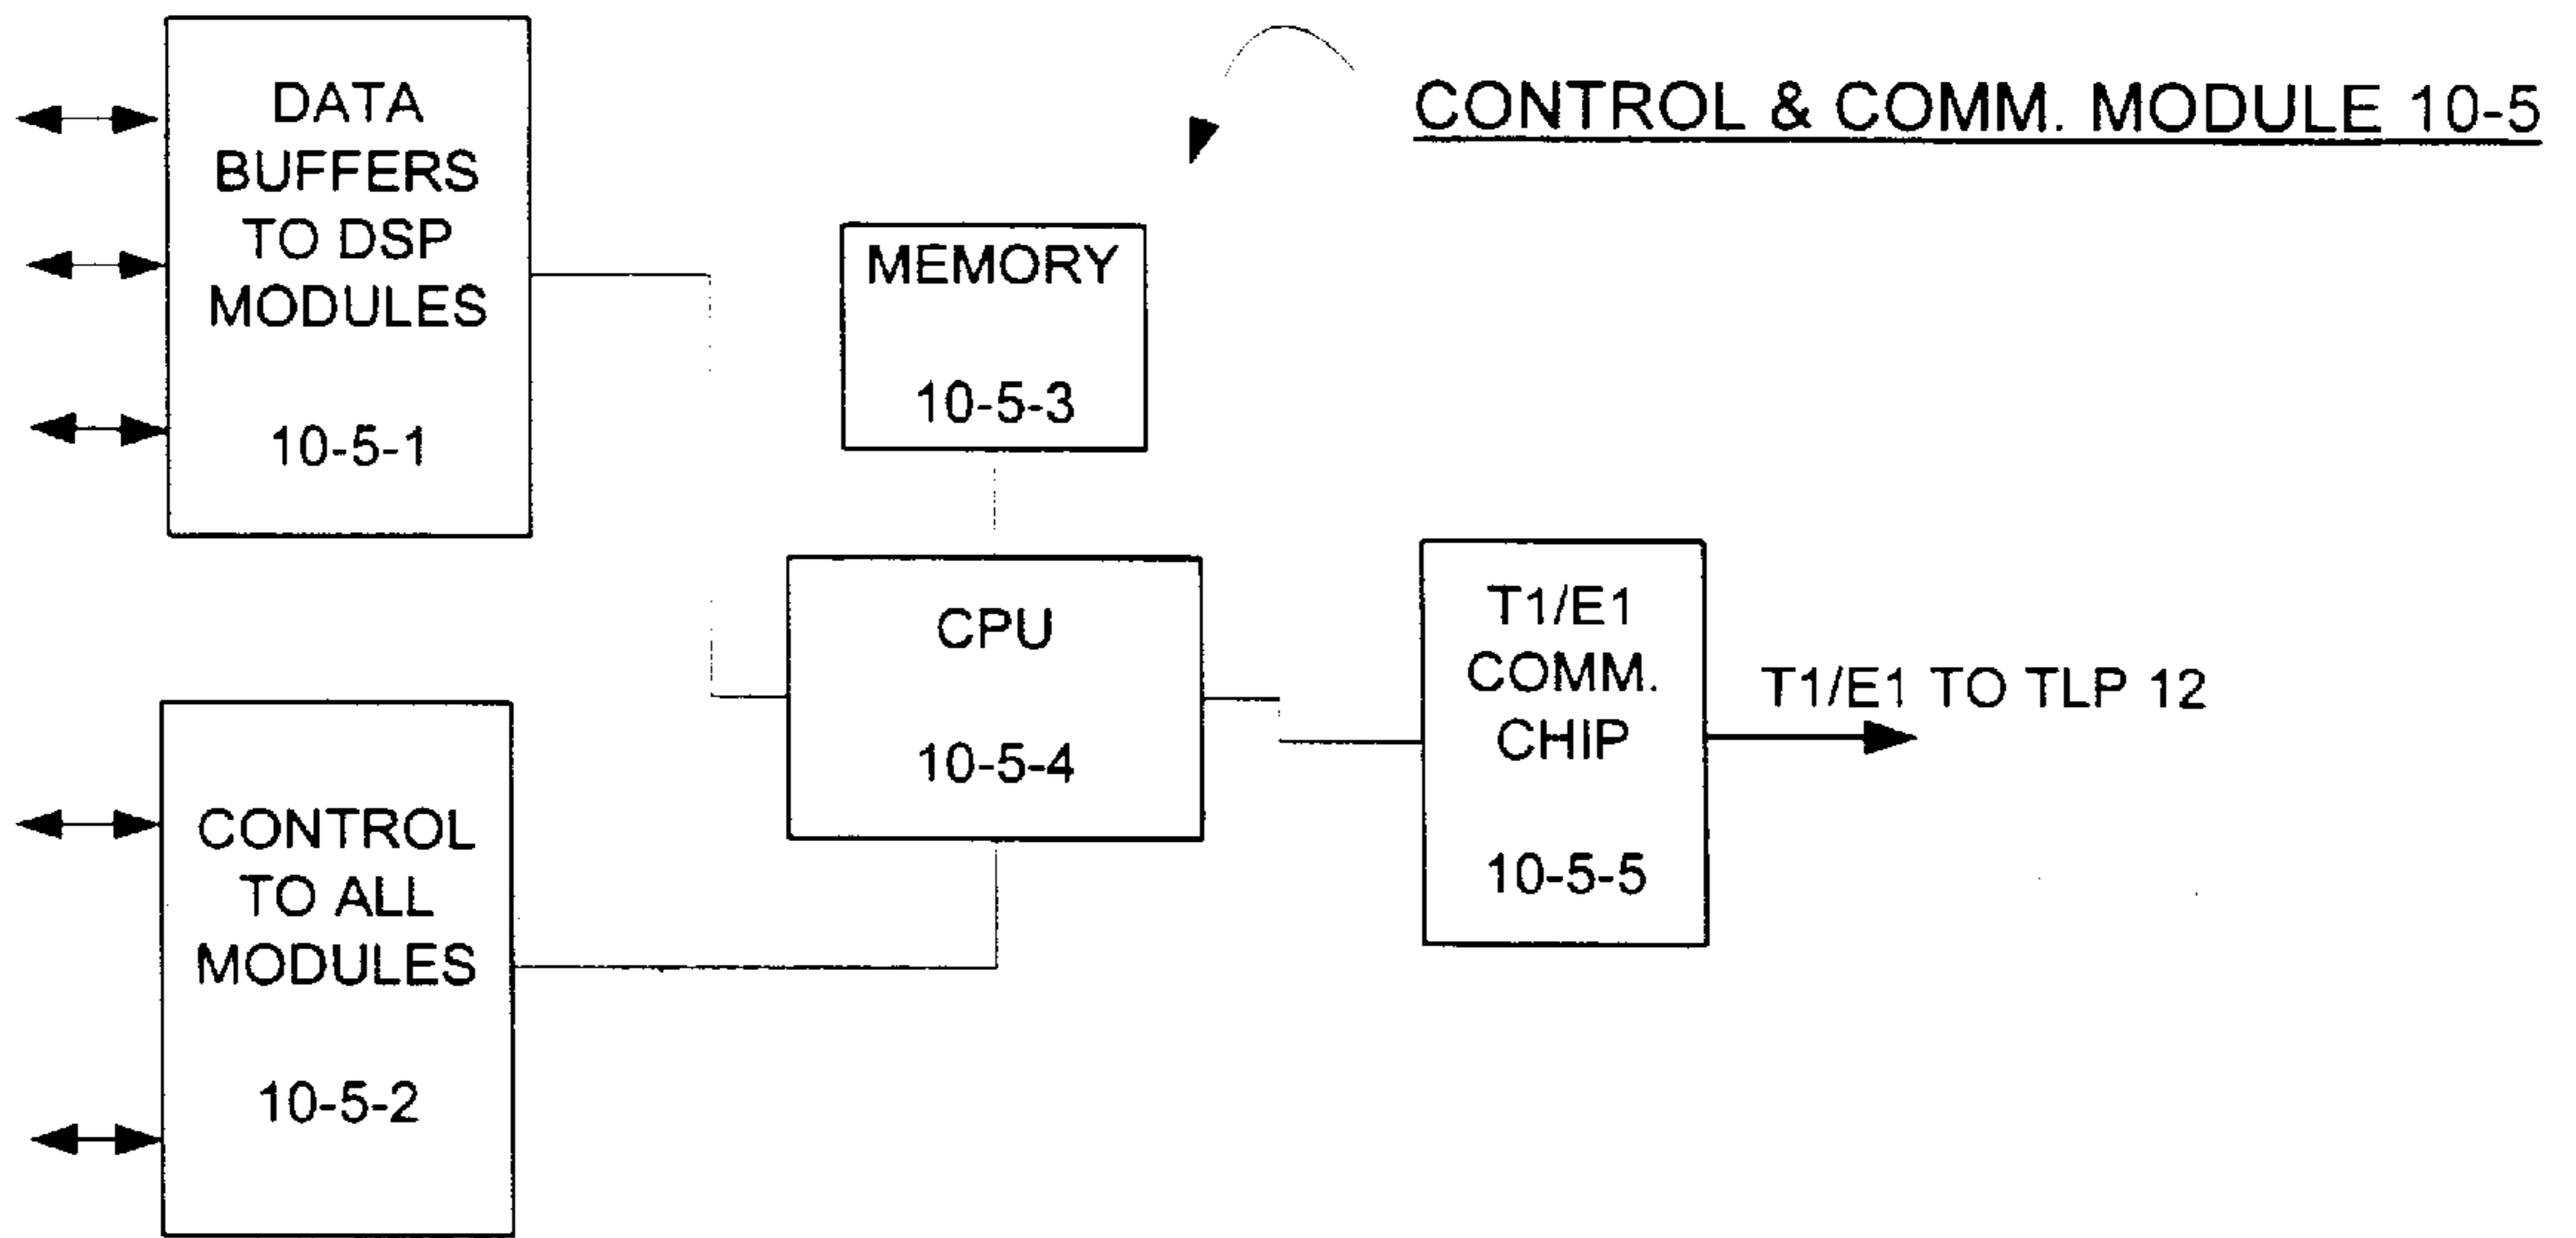 CONTROL & COMM. MODULE 10-5
DATA
BUFFERS
TO DSP
MODULES
10-5-1
MEMORY
10-5-3
CPU
10-5-4
T1/E1
COMM.
CHIP
10-5-5
T1/E1 TO TLP 12
CONTROL
TO ALL
MODULES
10-5-2